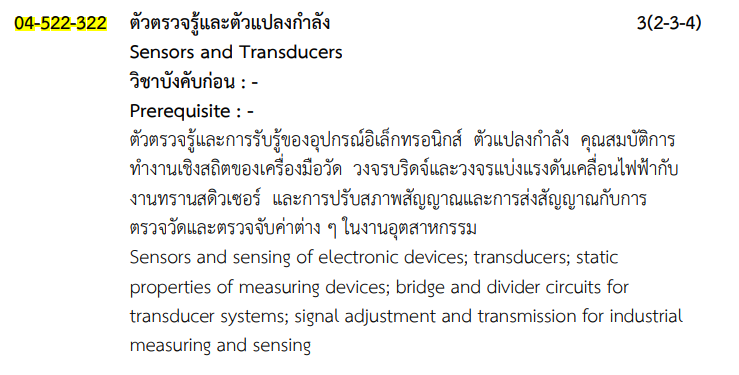 04-522-322 ตัวตรวจรู้และตัวแปลงกำลัง 3(2-3-4)
Sensors and Transducers
วิชาบังคับก่อน : -
Prerequisite : -
ตัวตรวจรู้และการรับรู้ของอุปกรณ์อิเล็กทรอนิกส์ ตัวแปลงกำลัง คุณสมบัติการ
ทำงานเชิงสถิตของเครื่องมือวัด วงจรบริดจ์และวงจรแบ่งแรงดันเคลื่อนไฟฟ้ากับ
งานทรานสดิวเซอร์ และการปรับสภาพสัญญาณและการส่งสัญญาณกับการ
ตรวจวัดและตรวจจับค่าต่าง ๆ ในงานอุตสาหกรรม
Sensors and sensing of electronic devices; transducers; static
properties of measuring devices; bridge and divider circuits for
transducer systems; signal adjustment and transmission for industrial
measuring and sensing